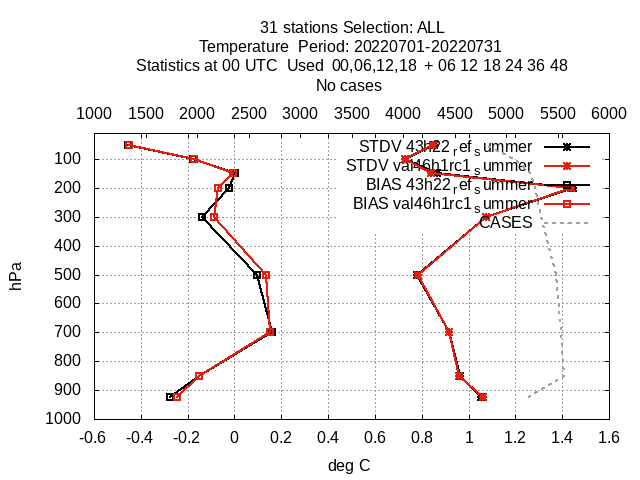 31 stations Selection: ALL
Temperature Period: 20220701-20220731
Statistics at 00 UTC Used 00,06,12,18 + 06 12 18 24 36 48
No cases
1000 1500 2000 2500 3000 3500 4000 4500 5000 5500 6000
STDV 43h22_ref_summer
STDV val46h1rc1_summer
BIAS 43h22_ref_summer
BIAS val46h1rc1_summer
CASES
100
200
300
400
500
600
700
800
900
1000
hPa
-0.6 -0.4 -0.2 0 0.2 0.4 0.6 0.8 1 1.2 1.4 1.6
deg C